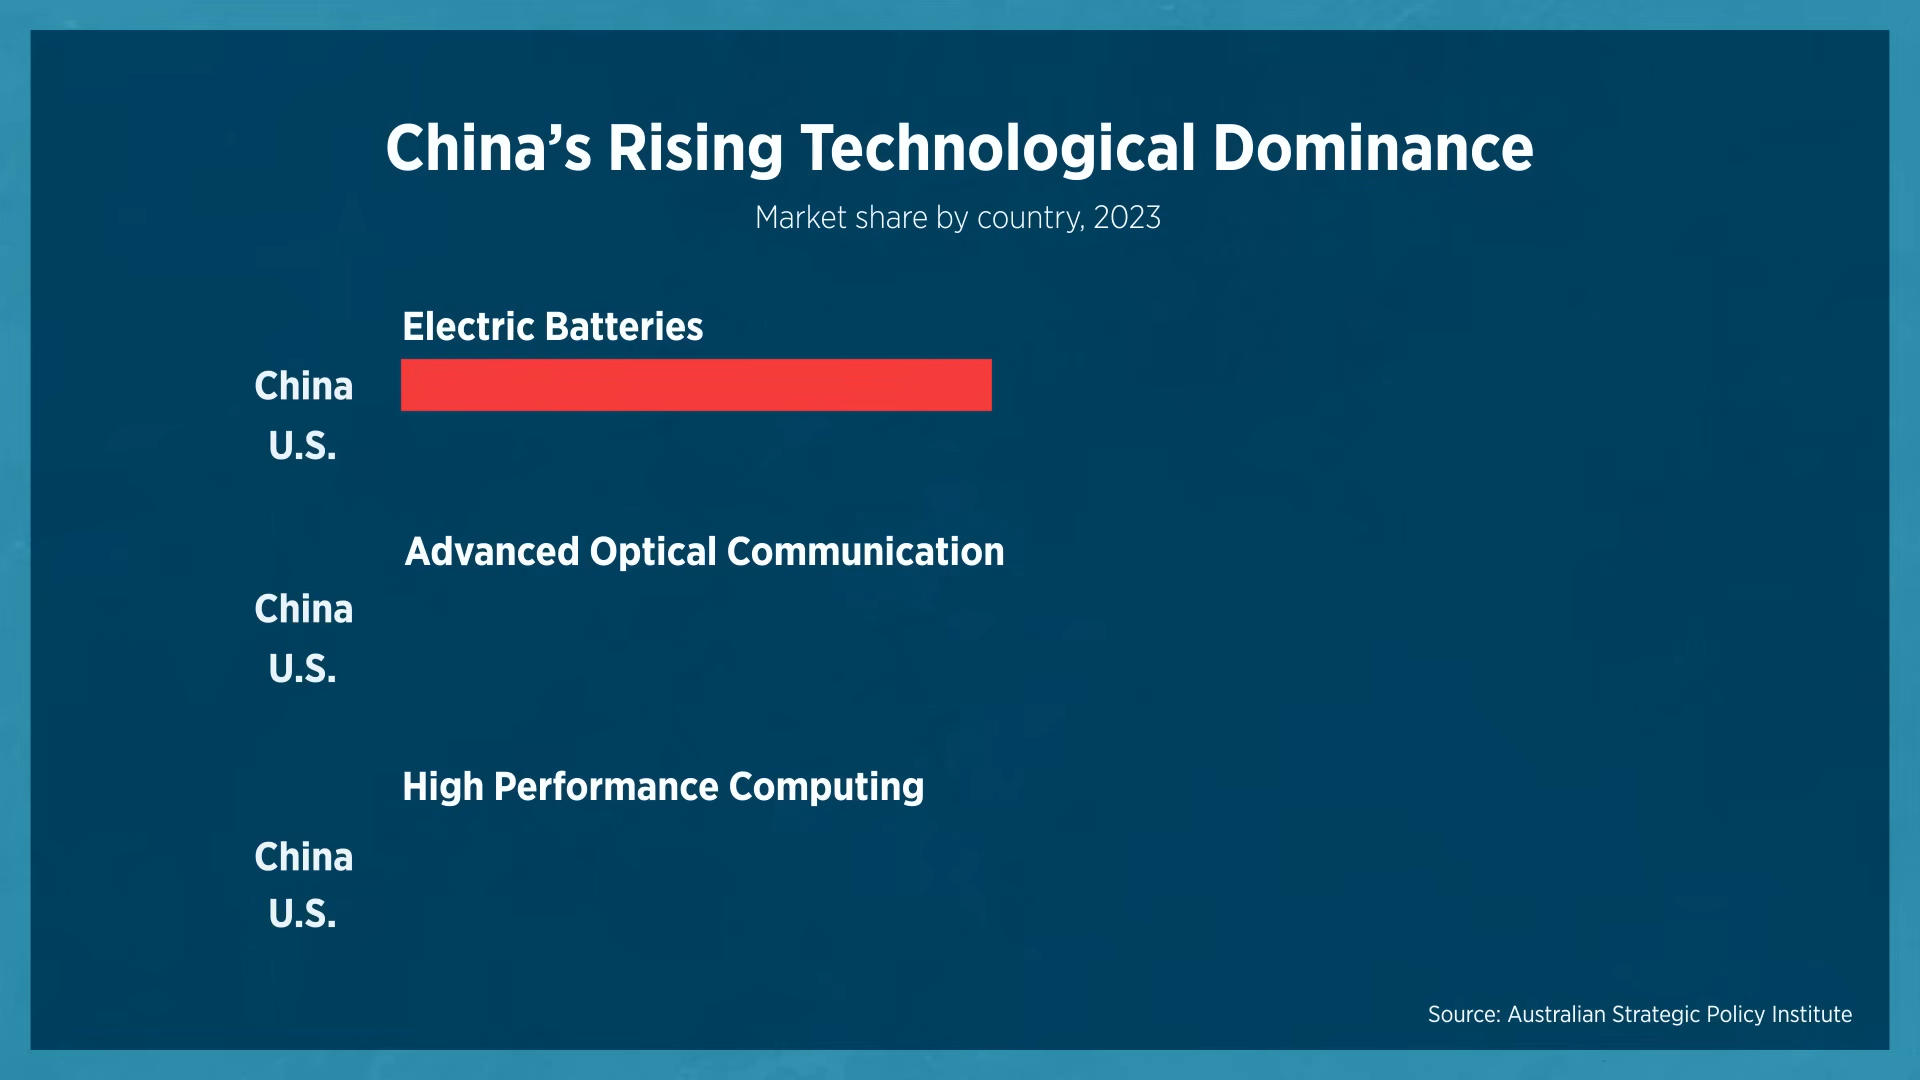 China’s Rising Technological Dominance
Market share by country, 2023
Electric Batteries
China
U.S.
Advanced Optical Communication
China
U.S.
High Performance Computing
China
U.S.
Source: Australian Strategic Policy Institute